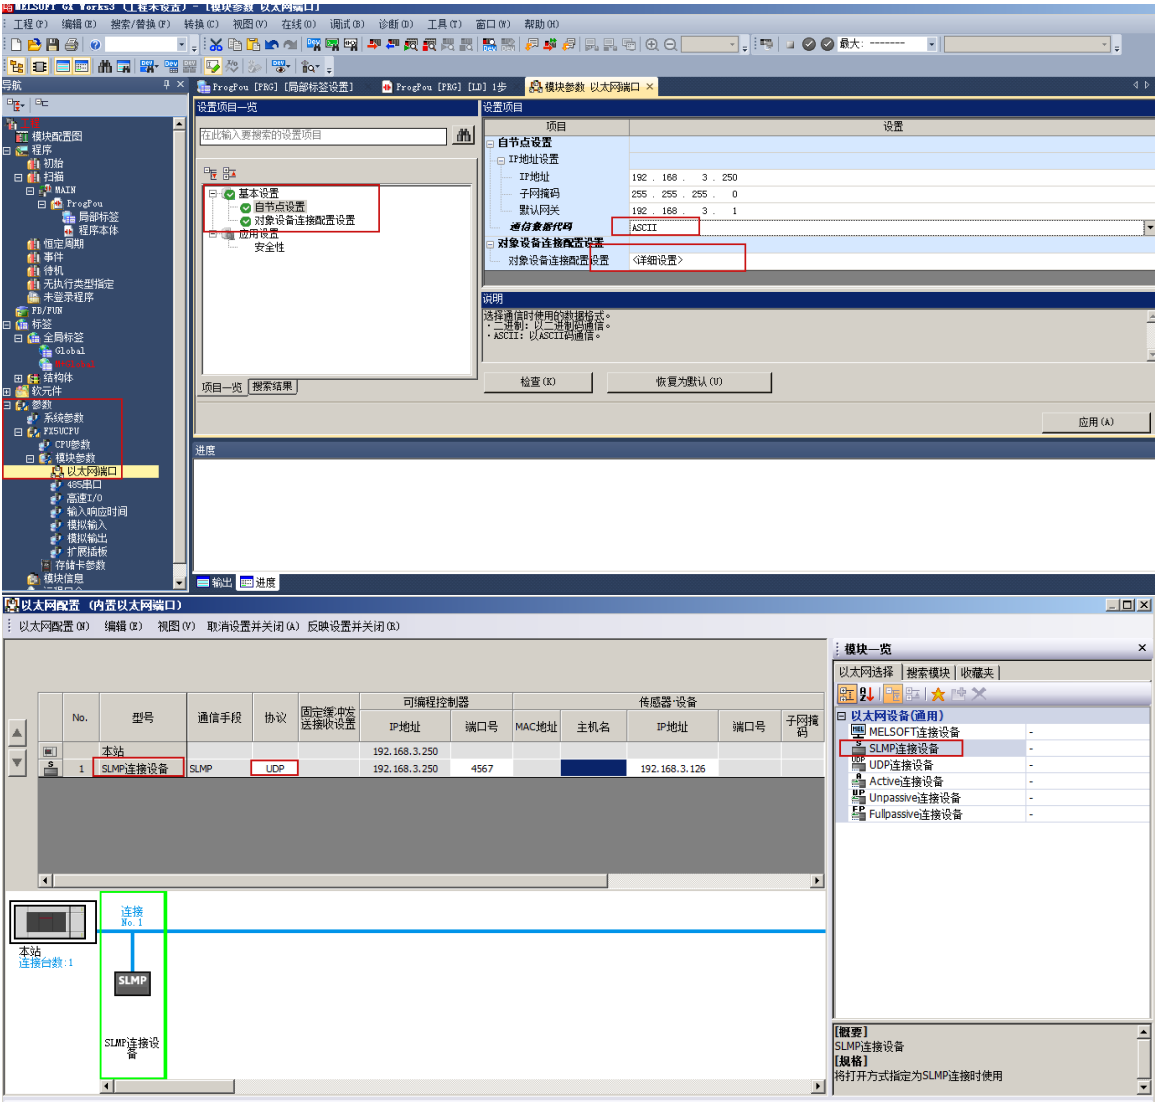 MELSOFT GX Works3 (工程未设置) - [模块参数 以太网端口]
工程(P) 编辑(E) 搜索/替换(F) 转换(C) 视图(V) 在线(O) 调试(B) 诊断(D) 工具(T) 窗口(W) 帮助(H)
最大: -------
导航
ProgPou [PRG] [局部标签设置] ProgPou [PRG] [LD] 1步 模块参数 以太网端口
工程
模块配置图
程序
初始
扫描
MAIN
ProgPou
局部标签
程序本体
恒定周期
事件
待机
无执行类型指定
未登录程序
FB/FUN
标签
全局标签
Global
结构体
软元件
参数
系统参数
FX5UCPU
CPU参数
模块参数
以太网端口
485串口
高速I/O
输入响应时间
模拟输入
模拟输出
扩展插板
存储卡参数
模块信息
设置项目一览
在此输入要搜索的设置项目
基本设置
自节点设置
对象设备连接配置设置
应用设置
安全性
项目一览 搜索结果
设置项目
项目 设置
自节点设置
IP地址设置
IP地址 192 . 168 . 3 . 250
子网掩码 255 . 255 . 255 . 0
默认网关 192 . 168 . 3 . 1
通信数据代码 ASCII
对象设备连接配置设置
对象设备连接配置设置 <详细设置>
说明
选择通信时使用的数据格式。
・二进制: 以二进制码通信。
・ASCII: 以ASCII码通信。
检查(K) 恢复为默认(U)
应用(A)
进度
输出 进度
以太网配置 (内置以太网端口)
以太网配置(N) 编辑(E) 视图(V) 取消设置并关闭(A) 反映设置并关闭(R)
No. 型号 通信手段 协议 固定缓冲发送接收设置 可编程控制器 传感器·设备
IP地址 端口号 MAC地址 主机名 IP地址 端口号 子网掩码
本站 192.168.3.250
1 SLMP连接设备 SLMP UDP 192.168.3.250 4567 192.168.3.126
本站
连接台数:1
连接
No.1
SLMP
SLMP连接设
备
模块一览
以太网选择 搜索模块 收藏夹
以太网设备(通用)
MELSOFT连接设备 -
SLMP连接设备 -
UDP连接设备 -
Active连接设备 -
Unpassive连接设备 -
Fullpassive连接设备 -
[概要]
SLMP连接设备
[规格]
将打开方式指定为SLMP连接时使用